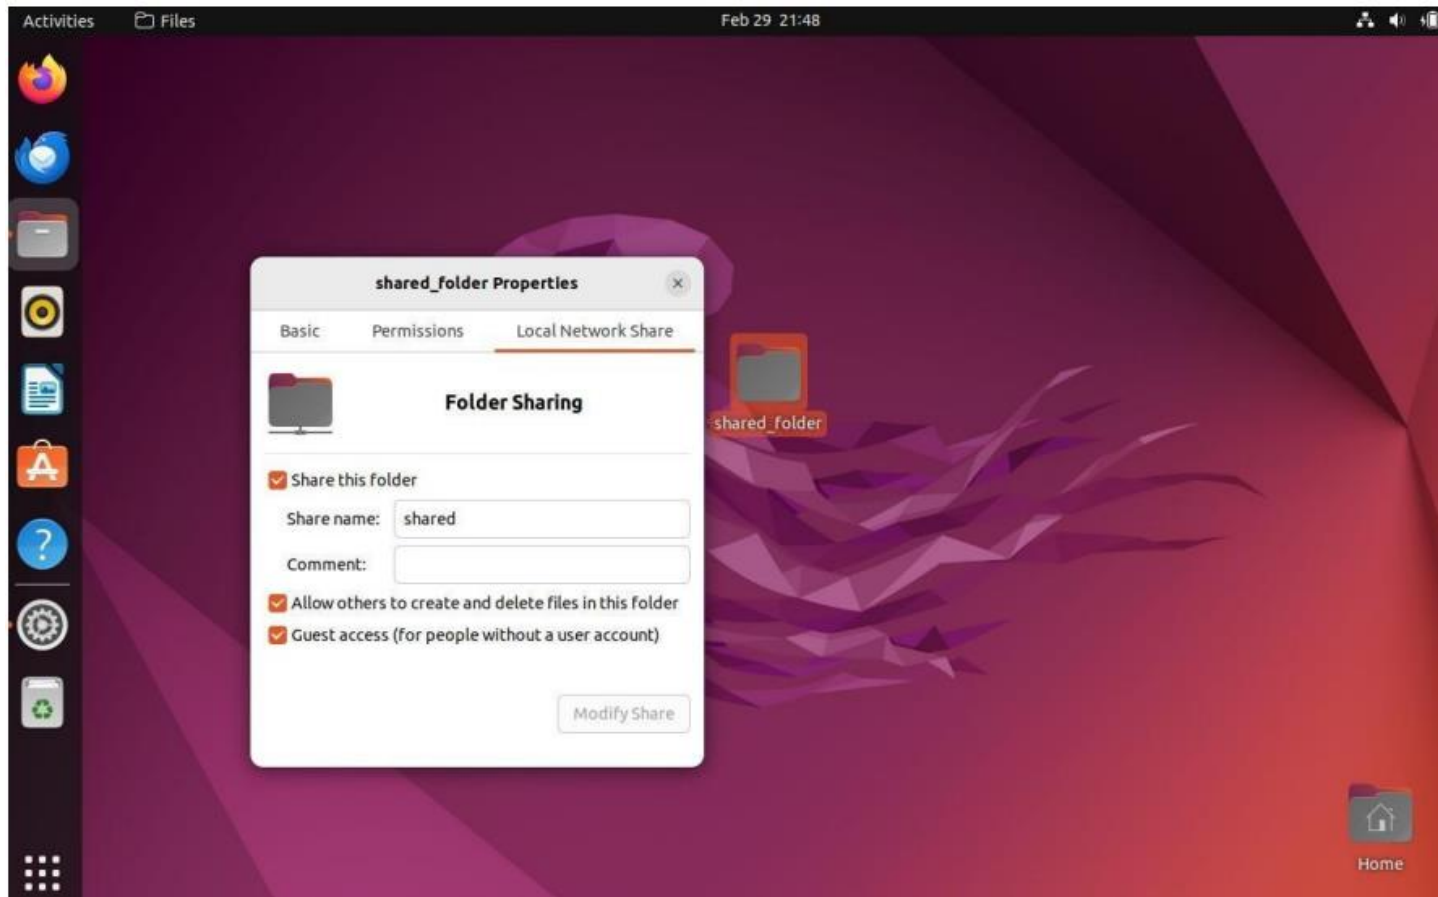 Activities Files Feb 29 21:48
shared_folder Properties
Basic Permissions Local Network Share
Folder Sharing
shared_folder
Share this folder
Share name: shared
Comment:
Allow others to create and delete files in this folder
Guest access (for people without a user account)
Modify Share
Home